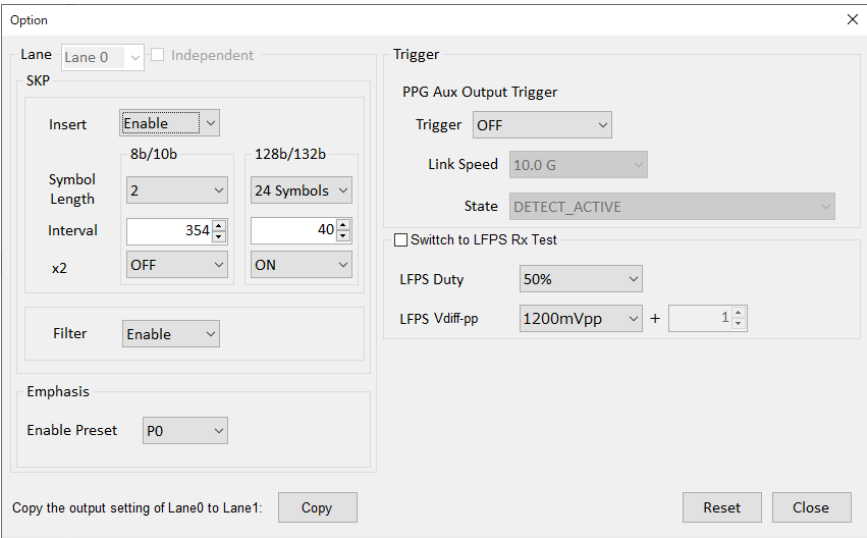 Option
Lane Lane 0 Independent
SKP
Insert Enable
8b/10b 128b/132b
Symbol Length 2 24 Symbols
Interval 354 40
x2 OFF ON
Filter Enable
Emphasis
Enable Preset P0
Trigger
PPG Aux Output Trigger
Trigger OFF
Link Speed 10.0 G
State DETECT_ACTIVE
Switch to LFPS Rx Test
LFPS Duty 50%
LFPS Vdiff-pp 1200mVpp + 1
Copy the output setting of Lane0 to Lane1: Copy
Reset Close